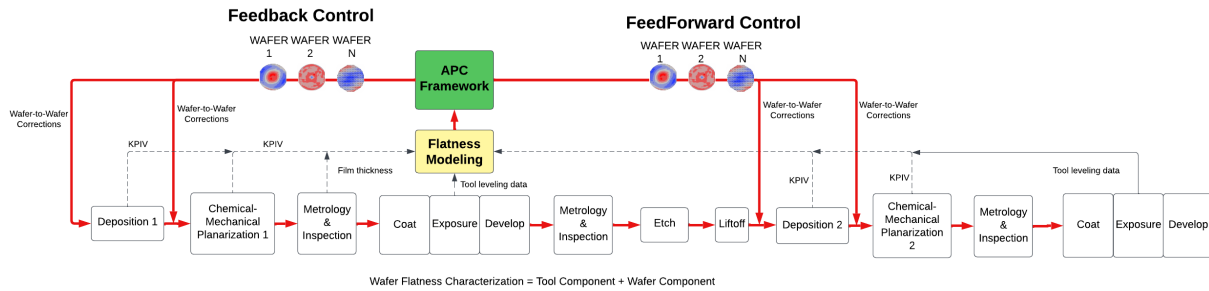 Feedback Control
FeedForward Control
WAFER
1
WAFER
2
WAFER
N
WAFER
1
WAFER
2
WAFER
N
APC
Framework
Wafer-to-Wafer
Corrections
Wafer-to-Wafer
Corrections
Wafer-to-Wafer
Corrections
Wafer-to-Wafer
Corrections
KPIV
KPIV
Flatness
Modeling
Film thickness
Tool leveling data
KPIV
KPIV
Tool leveling data
Deposition 1
Chemical-
Mechanical
Planarization 1
Metrology
&
Inspection
Coat
Exposure
Develop
Metrology
&
Inspection
Etch
Liftoff
Deposition 2
Chemical-
Mechanical
Planarization
2
Metrology
&
Inspection
Coat
Exposure
Develop
Wafer Flatness Characterization = Tool Component + Wafer Component